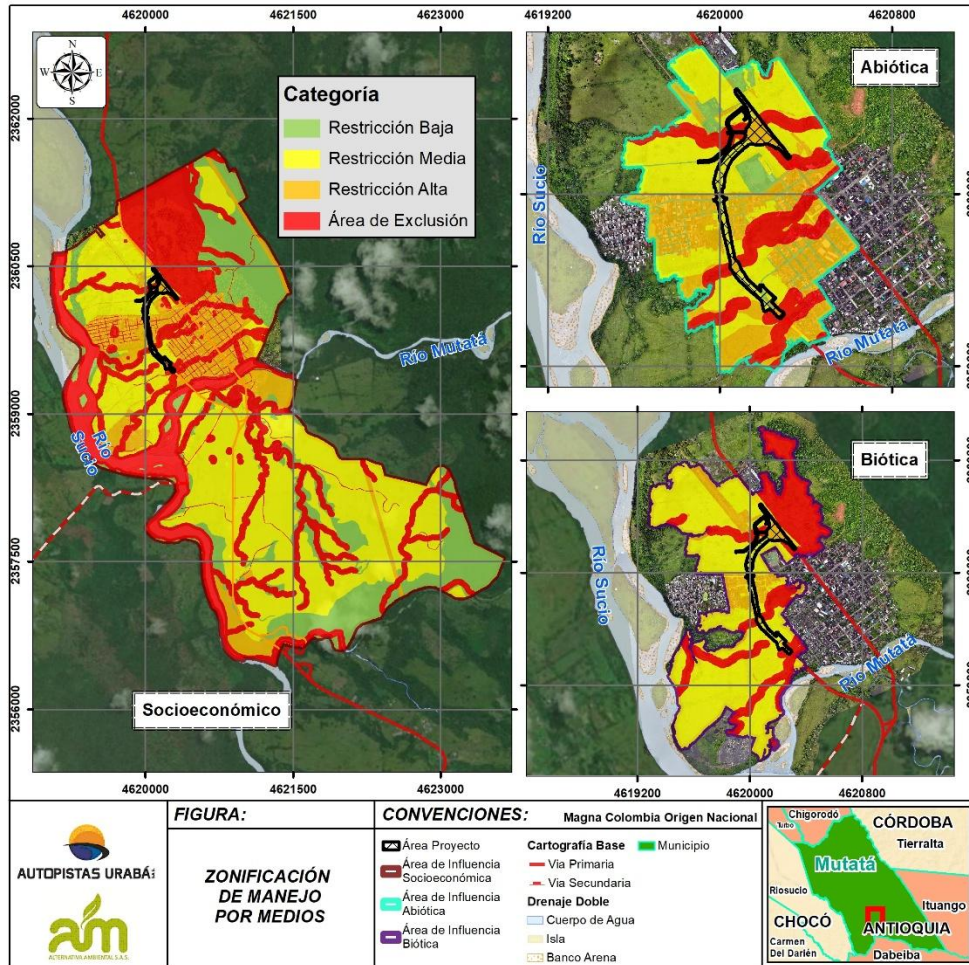 4620000
4621500
4623000
2362000
2360500
2359000
2357500
2356000
N
W
E
S
Categoría
Restricción Baja
Restricción Media
Restricción Alta
Área de Exclusión
Río Mutatá
Río
Sucio
Socioeconómico
4620000
4621500
4623000
4619200
4620000
4620800
Abiótica
Río Sucio
Río Mutatá
Biótica
Río Sucio
Río Mutatá
4619200
4620000
4620800
AUTOPISTAS URABÁ
ALTERNATIVA AMBIENTAL S.A.S.
FIGURA:
ZONIFICACIÓN
DE MANEJO
POR MEDIOS
CONVENCIONES:
Magna Colombia Origen Nacional
Área Proyecto
Área de Influencia
Socioeconómica
Área de Influencia
Abiótica
Área de Influencia
Biótica
Cartografía Base
Via Primaria
Via Secundaria
Drenaje Doble
Cuerpo de Agua
Isla
Banco Arena
Municipio
Chigorodó
Turbo
CÓRDOBA
Tierralta
Mutatá
Riosucio
Ituango
CHOCÓ
ANTIOQUIA
Carmen
Del Darién
Dabeiba